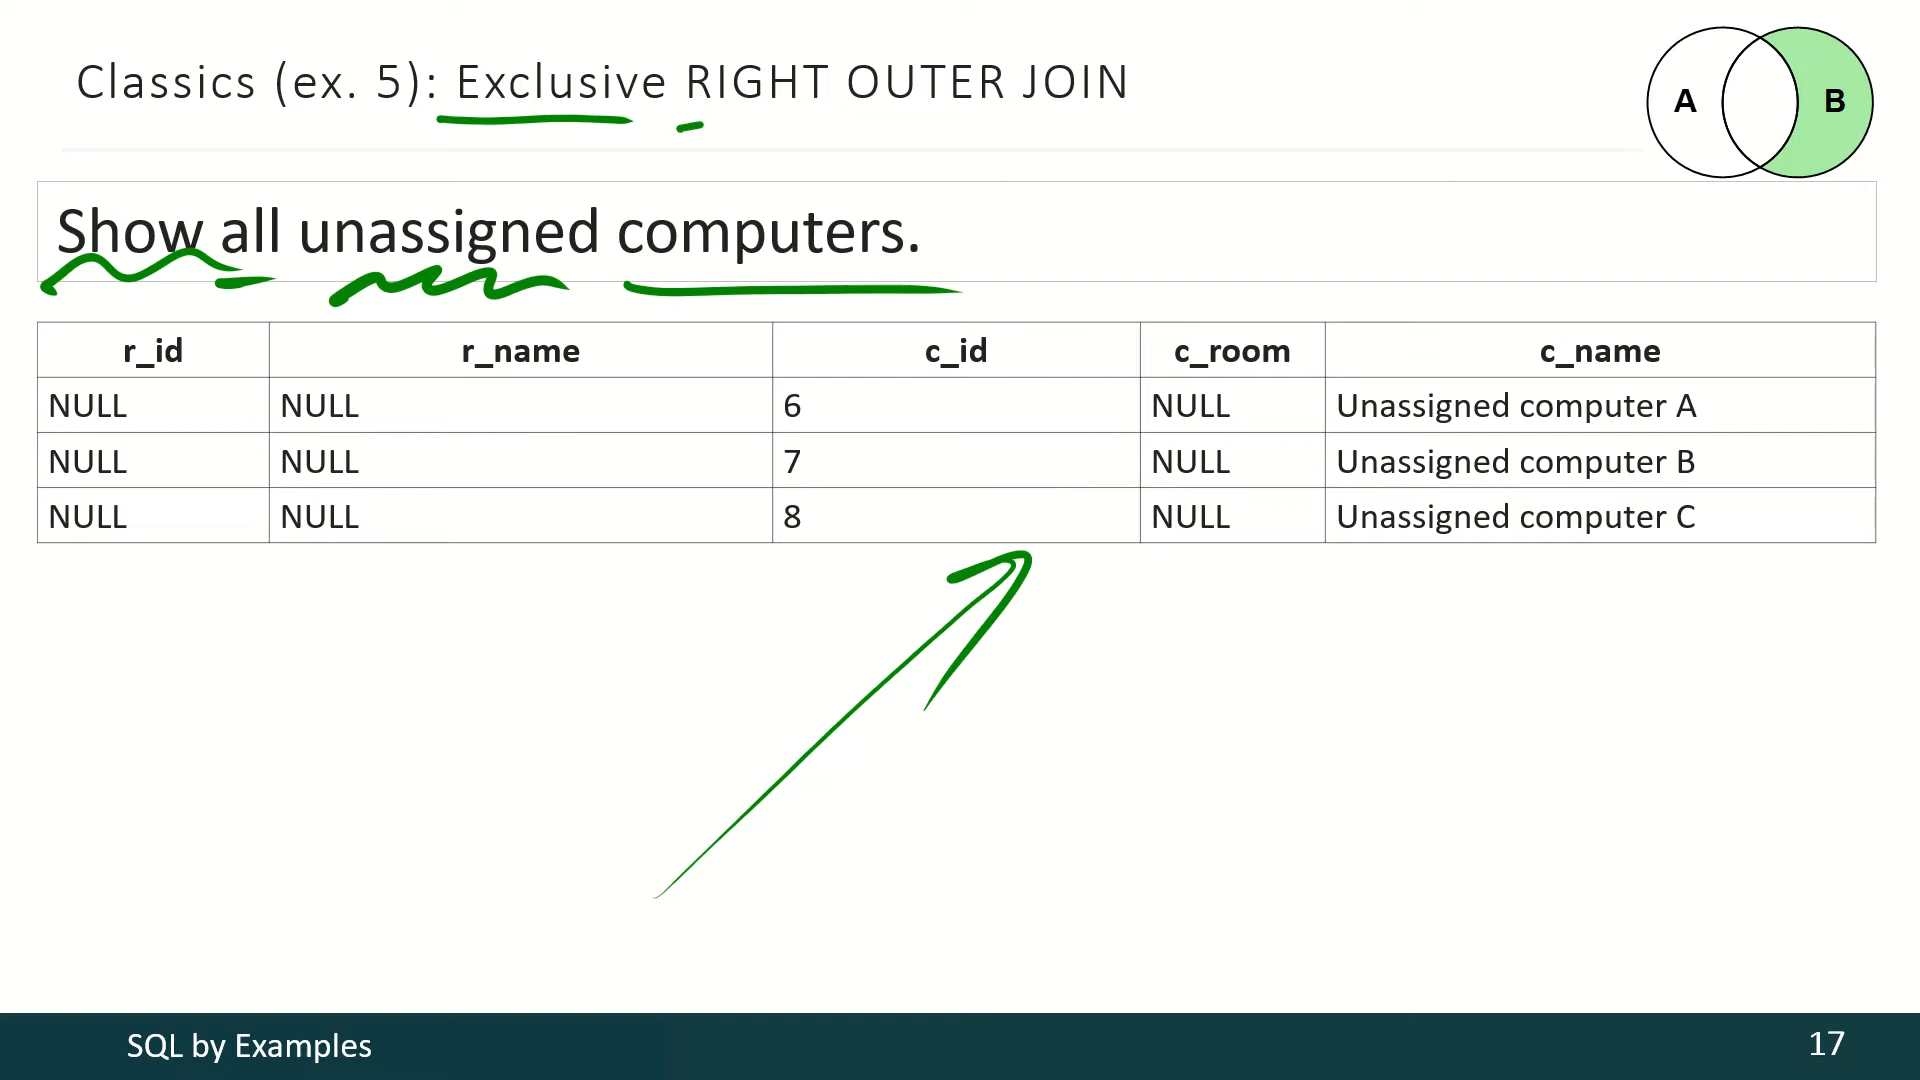 Classics (ex. 5): Exclusive RIGHT OUTER JOIN
A B
Show all unassigned computers.
r_id r_name c_id c_room c_name
NULL NULL 6 NULL Unassigned computer A
NULL NULL 7 NULL Unassigned computer B
NULL NULL 8 NULL Unassigned computer C
SQL by Examples 17